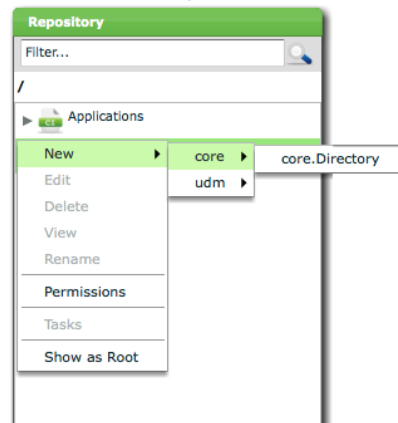 Repository
Filter...
/
Applications
New core core.Directory
Edit udm
Delete
View
Rename
Permissions
Tasks
Show as Root